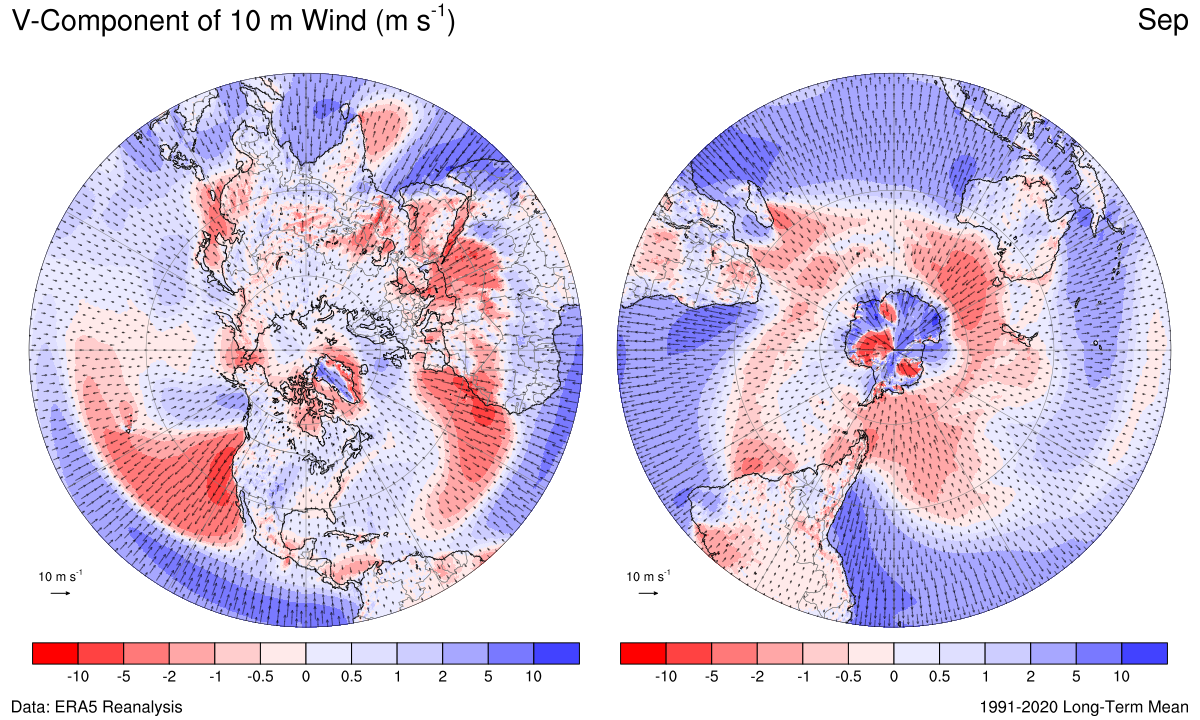 V-Component of 10 m Wind (m s-1) Sep
10 m s-1 10 m s-1
-10 -5 -2 -1 -0.5 0 0.5 1 2 5 10 -10 -5 -2 -1 -0.5 0 0.5 1 2 5 10
Data: ERA5 Reanalysis 1991-2020 Long-Term Mean